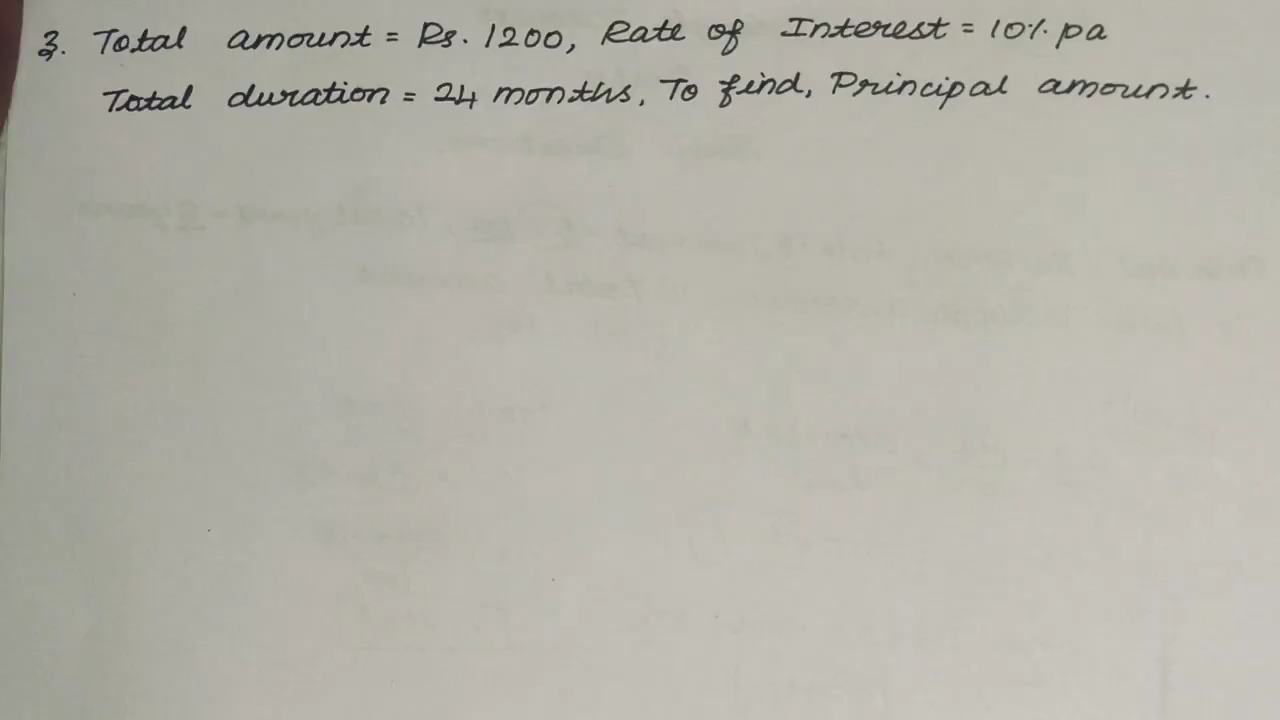 3. Total amount = Rs. 1200, Rate of Interest = 10% pa
Total duration = 24 months, To find, Principal amount.